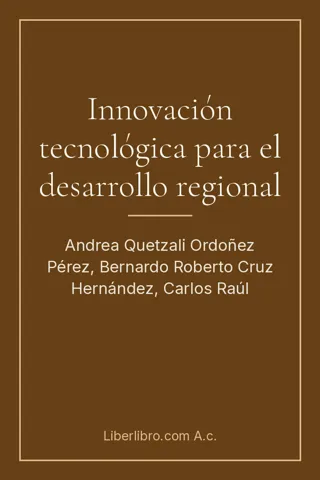 Innovación
tecnológica para el
desarrollo regional
Andrea Quetzali Ordoñez
Pérez, Bernardo Roberto Cruz
Hernández, Carlos Raúl
Liberlibro.com A.c.